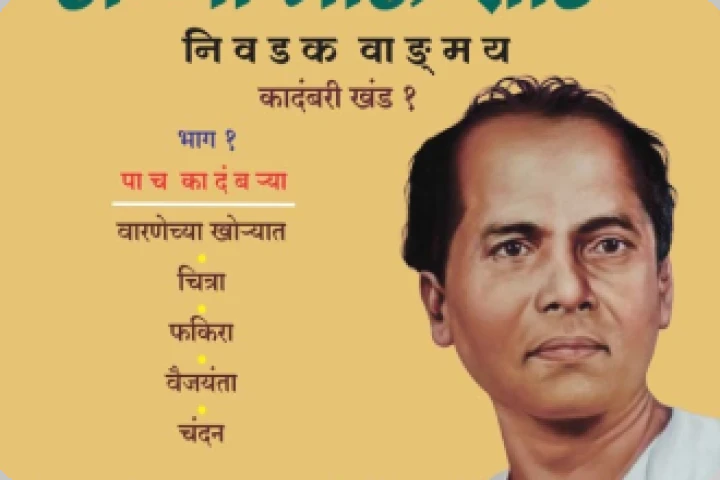 निवडक वाङ्मय
कादंबरी खंड १
भाग १
पाच कादंबऱ्या
वारणेच्या खोऱ्यात
चित्रा
फकिरा
वैजयंता
चंदन